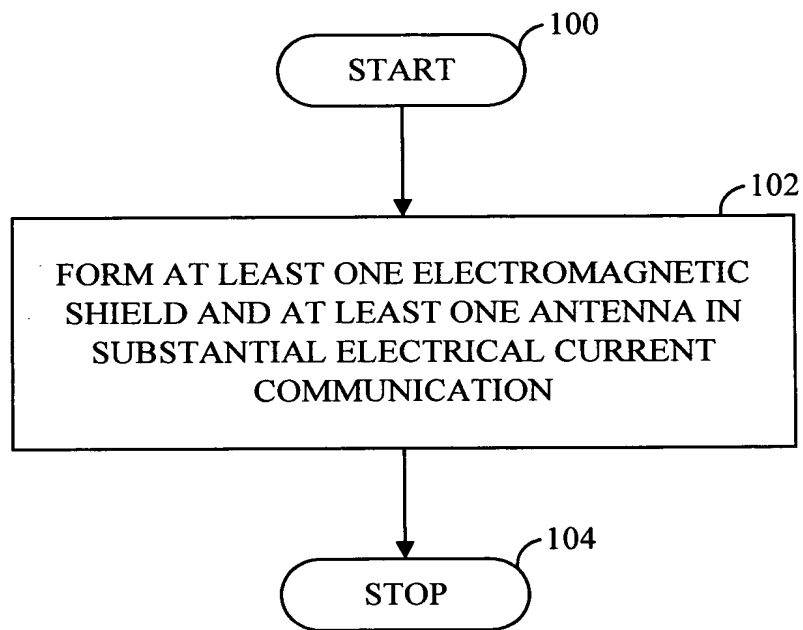 100
START
102
FORM AT LEAST ONE ELECTROMAGNETIC
SHIELD AND AT LEAST ONE ANTENNA IN
SUBSTANTIAL ELECTRICAL CURRENT
COMMUNICATION
104
STOP